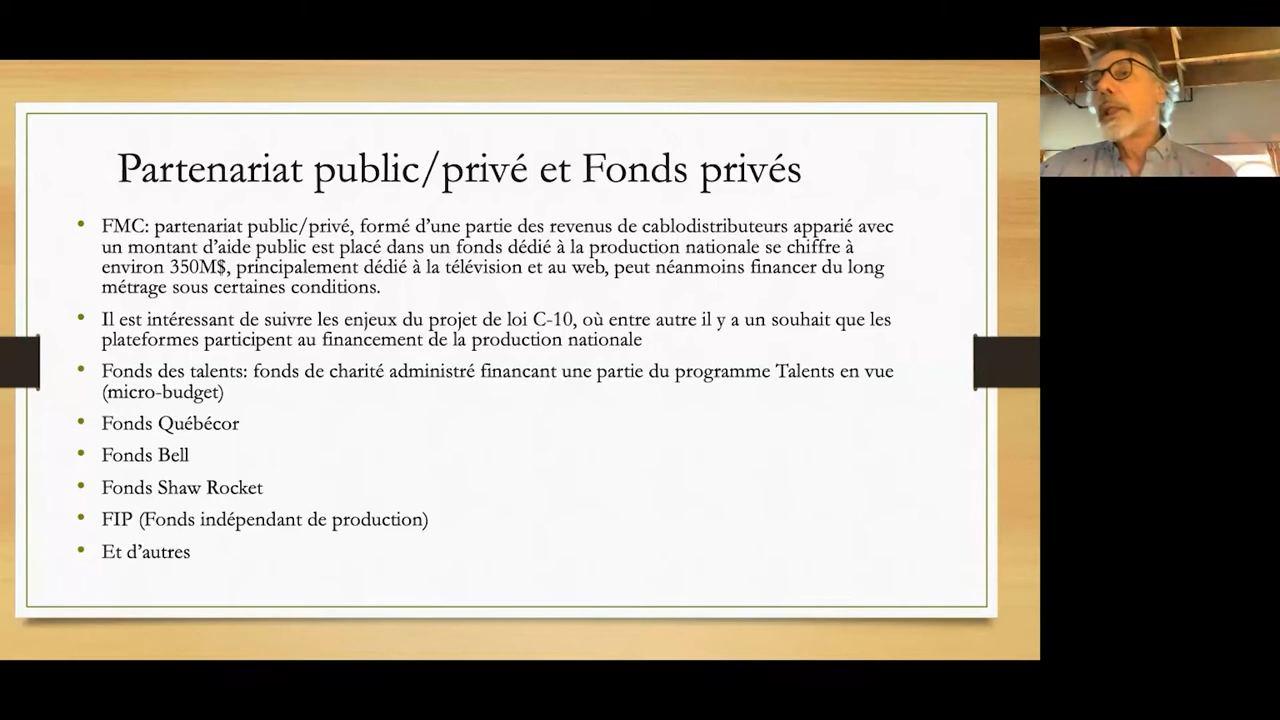 Partenariat public/privé et Fonds privés
• FMC: partenariat public/privé, formé d’une partie des revenus de cablodistributeurs apparié avec
un montant d’aide public est placé dans un fonds dédié à la production nationale se chiffre à
environ 350M$, principalement dédié à la télévision et au web, peut néanmoins financer du long
métrage sous certaines conditions.
• Il est intéressant de suivre les enjeux du projet de loi C-10, où entre autre il y a un souhait que les
plateformes participent au financement de la production nationale
• Fonds des talents: fonds de charité administré financant une partie du programme Talents en vue
(micro-budget)
• Fonds Québécor
• Fonds Bell
• Fonds Shaw Rocket
• FIP (Fonds indépendant de production)
• Et d’autres